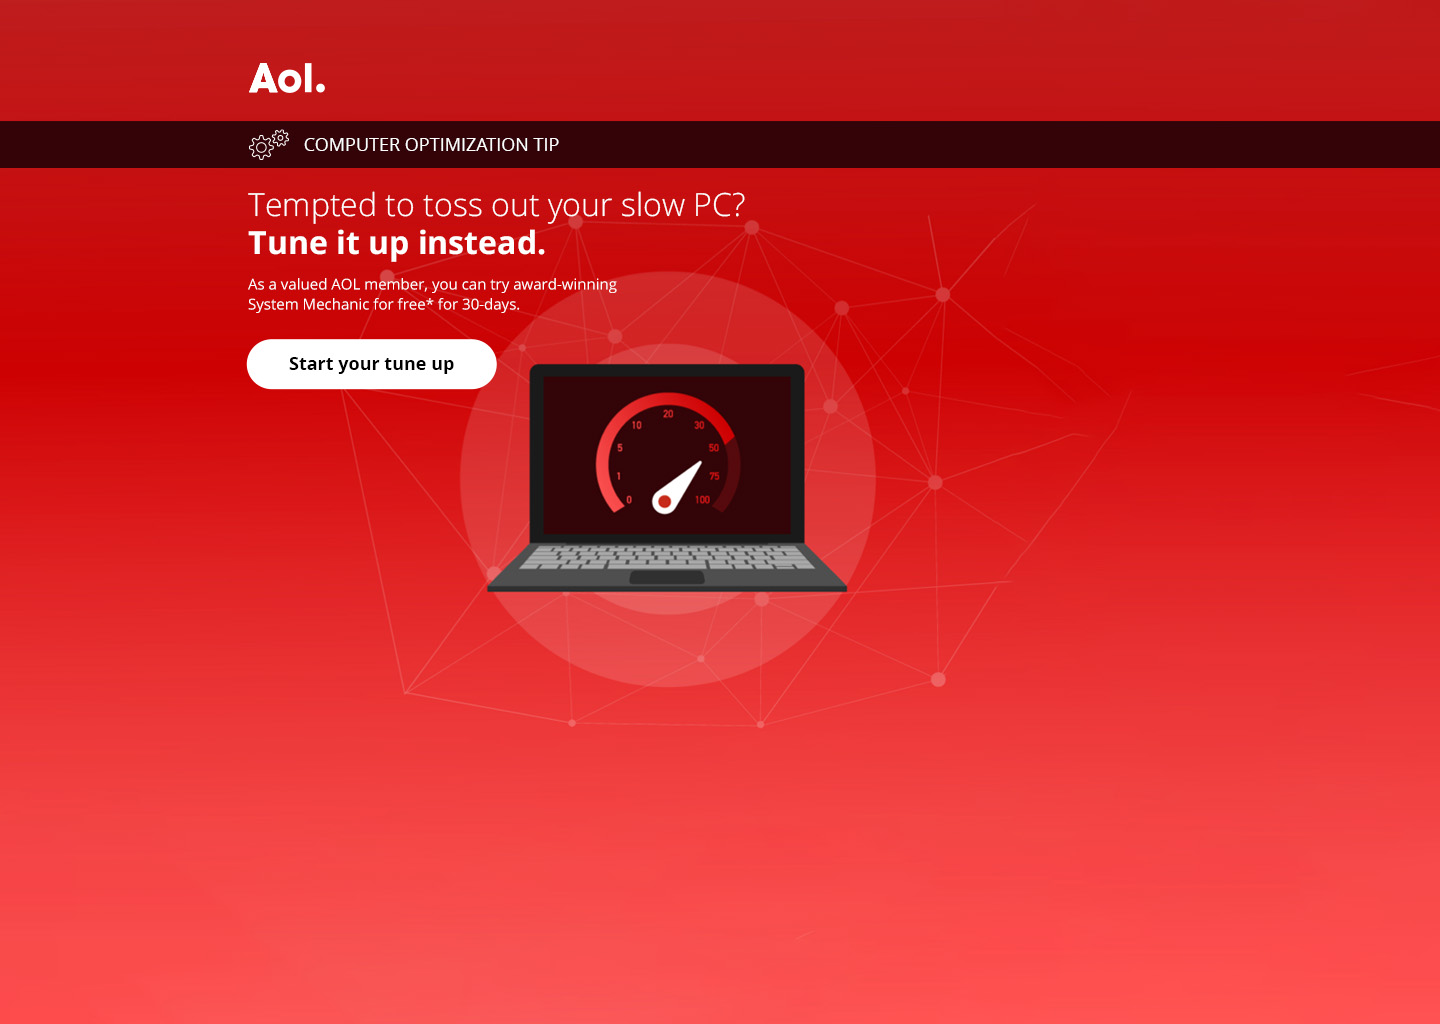 Aol.
COMPUTER OPTIMIZATION TIP
Tempted to toss out your slow PC?
Tune it up instead.
As a valued AOL member, you can try award-winning
System Mechanic for free* for 30-days.
Start your tune up
20
10 30
5 50
1 75
0 100